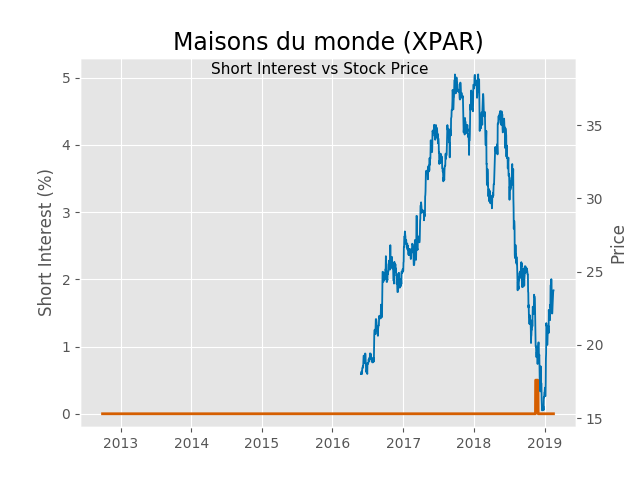 Maisons du monde (XPAR)
Short Interest vs Stock Price
Short Interest (%)
5
4
3
2
1
0
35
30
25
20
15
Price
2013 2014 2015 2016 2017 2018 2019